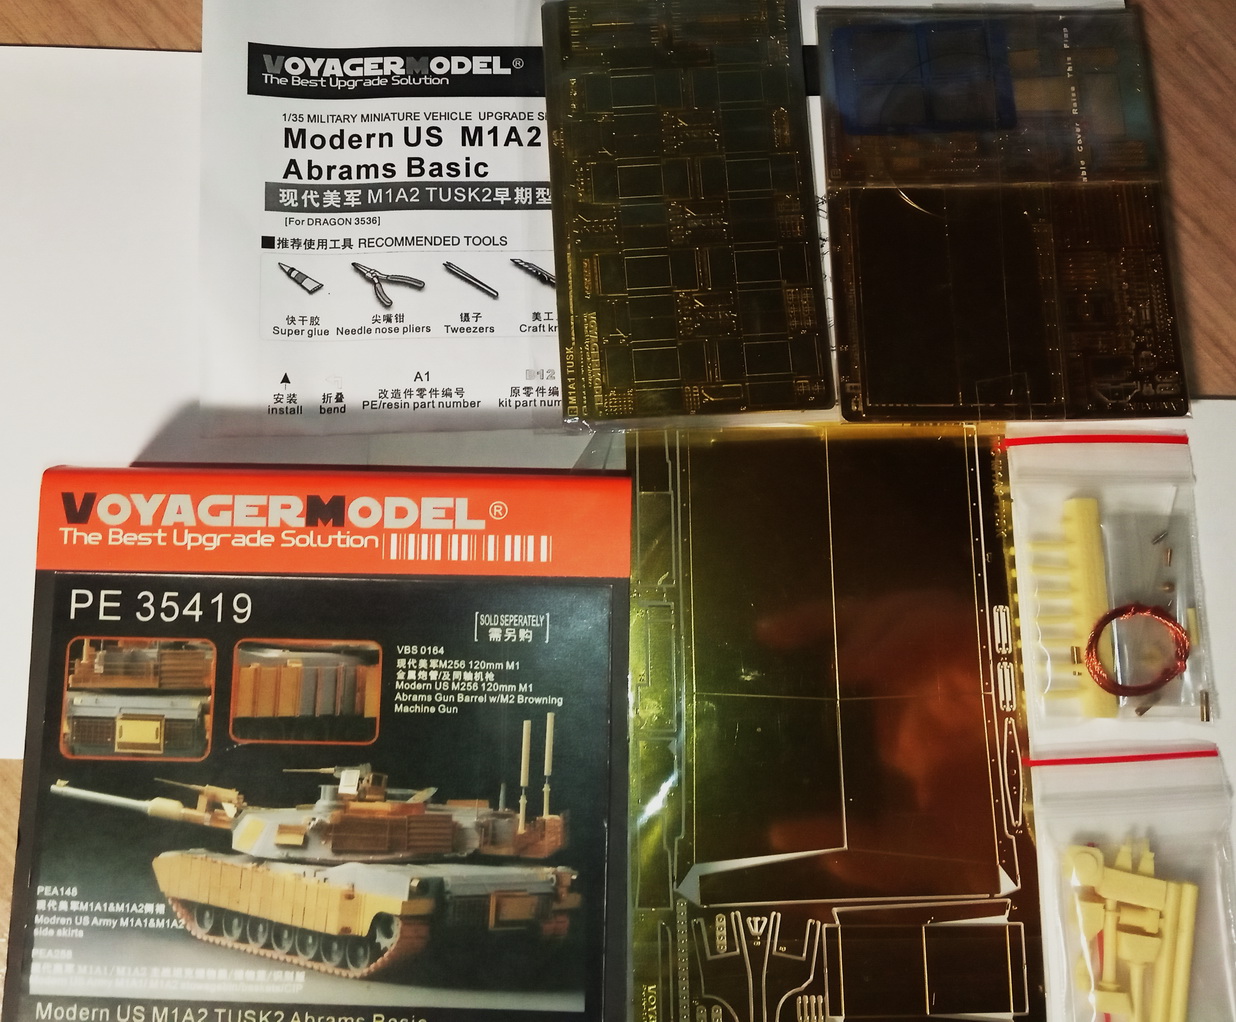 VOYAGERMODEL®
The Best Upgrade Solution
1/35 MILITARY MINIATURE VEHICLE UPGRADE
Modern US M1A2
Abrams Basic
现代美军 M1A2 TUSK2早期型
[For DRAGON 3536]
■推荐使用工具 RECOMMENDED TOOLS
快干胶 尖嘴钳 镊子 美工
Super glue Needle nose pliers Tweezers Craft
A1 D12
安装 折叠 改造件零件编号 原零件编
install bend PE/resin part number kit part
able Cover Raise This
M1A1 TUSK
VOYAGERMODEL
VOYAGERMODEL®
The Best Upgrade Solution
PE 35419
[SOLD SEPERATELY]
需另购
VBS 0164
现代美军M256 120mm M1
金属炮管/及同轴机枪
Modern US M256 120mm M1
Abrams Gun Barrel w/M2 Browning
Machine Gun
PEA148
现代美军M1A1&M1A2侧裙
Modren US Army M1A1&M1A2
side skirts
Modern US M1A2 TUSK2 Abrams Basic